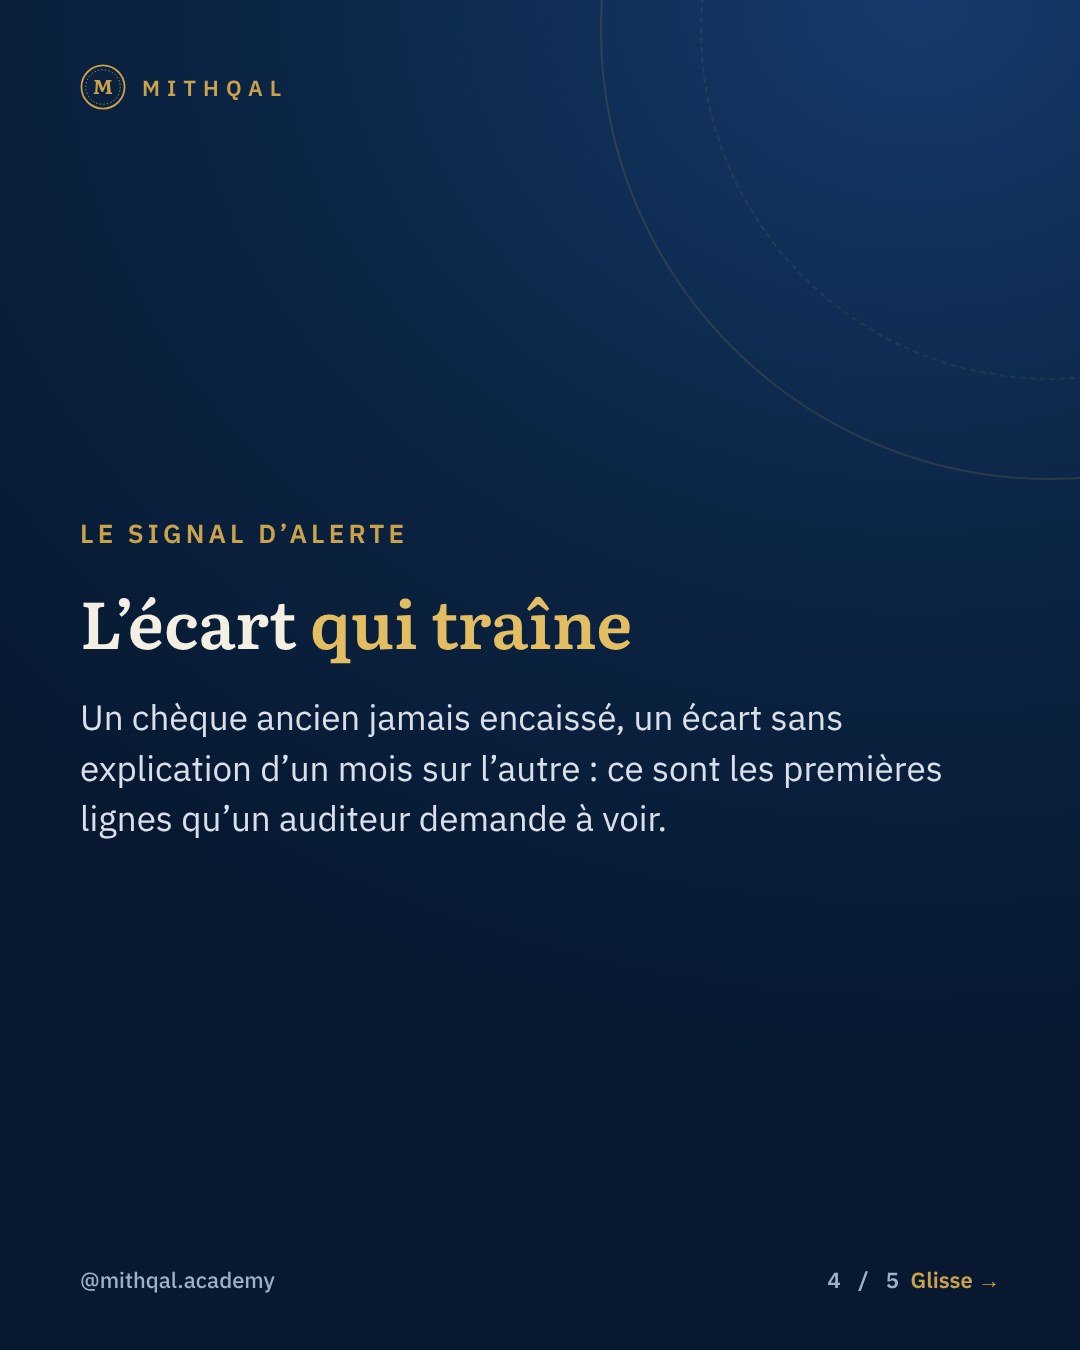 M MITHQAL
LE SIGNAL D’ALERTE
L’écart qui traîne
Un chèque ancien jamais encaissé, un écart sans
explication d’un mois sur l’autre : ce sont les premières
lignes qu’un auditeur demande à voir.
@mithqal.academy
4 / 5 Glisse →